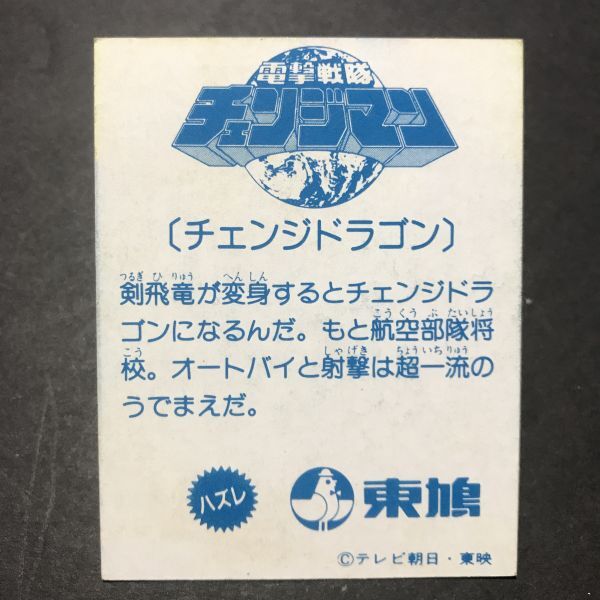 電撃戦隊
チェンジマン
〔チェンジドラゴン〕
つるぎ ひ りゅう へん しん
剣飛竜が変身するとチェンジドラ
こう くう ぶ たい しょう
ゴンになるんだ。もと航空部隊将
こう しゃ げき ちょう いち りゅう
校。オートバイと射撃は超一流の
うでまえだ。
ハズレ
東鳩
©テレビ朝日・東映